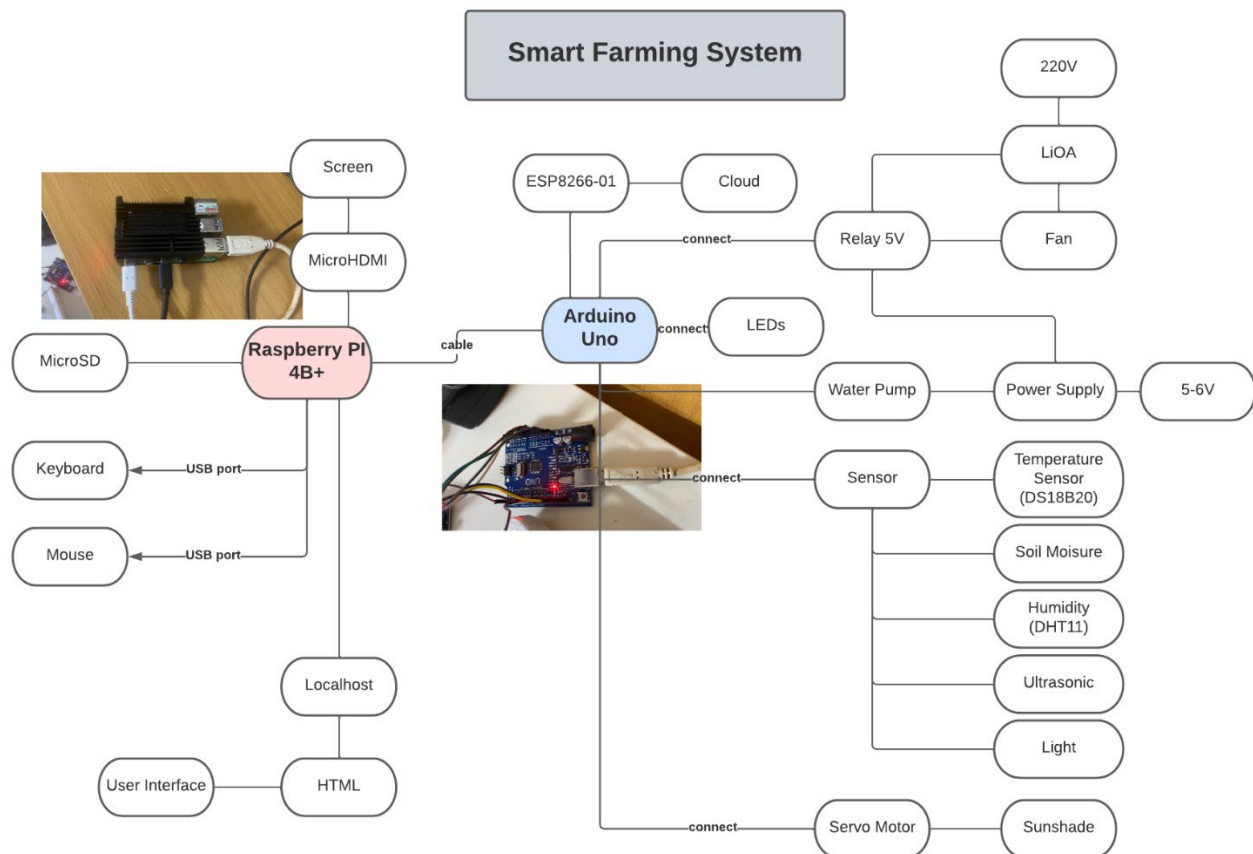 Smart Farming System
220V
Screen
LiOA
ESP8266-01
Cloud
connect
Relay 5V
Fan
MicroHDMI
Arduino
Uno
connect
LEDs
Raspberry PI
4B+
cable
MicroSD
Water Pump
Power Supply
5-6V
Keyboard
USB port
connect
Sensor
Temperature
Sensor
(DS18B20)
UNO
Mouse
USB port
Soil Moisure
Humidity
(DHT11)
Localhost
Ultrasonic
Light
User Interface
HTML
connect
Servo Motor
Sunshade